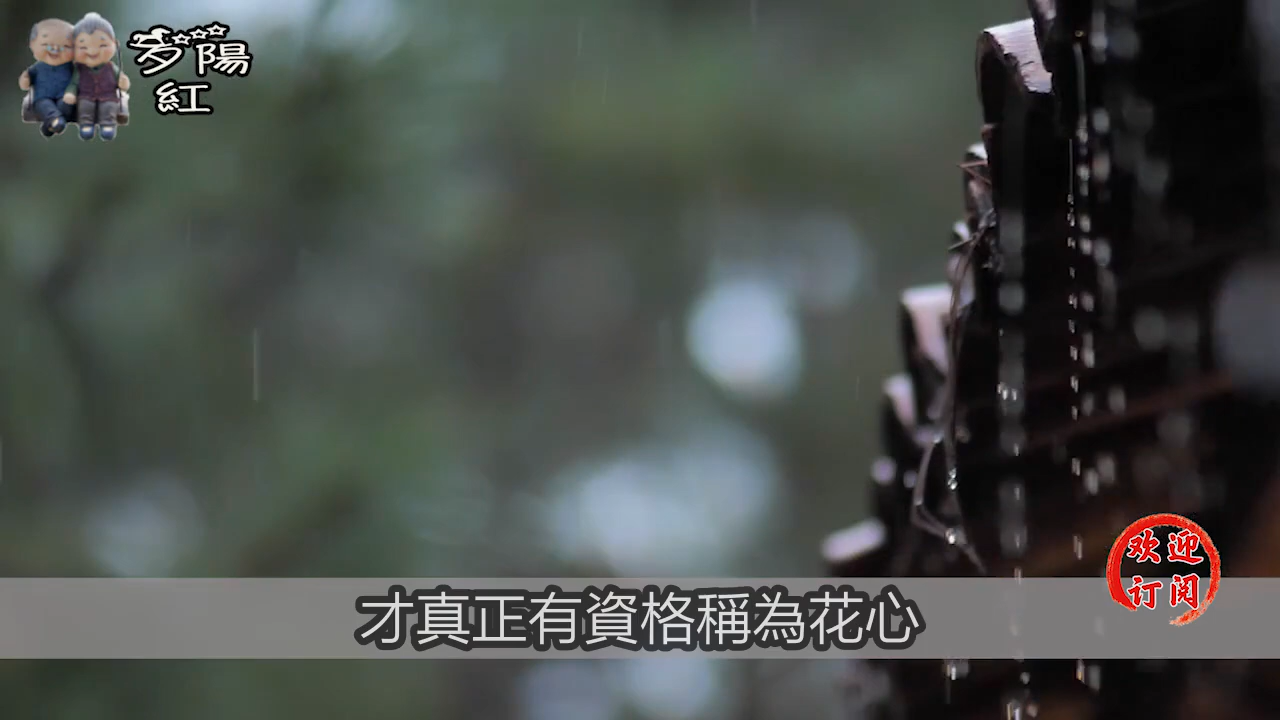 夕陽
紅
才真正有資格稱為花心
欢迎
订阅